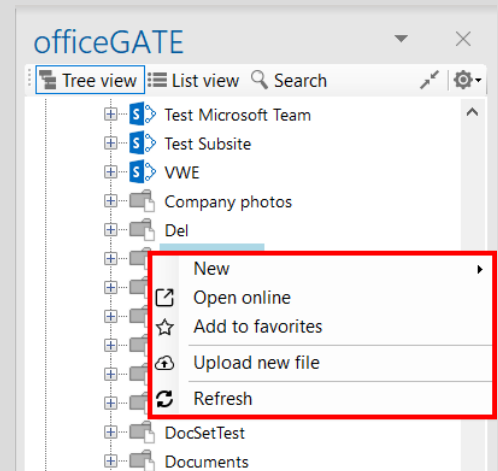 officeGATE
Tree view List view Search
Test Microsoft Team
Test Subsite
VWE
Company photos
Del
New
Open online
Add to favorites
Upload new file
Refresh
DocSetTest
Documents